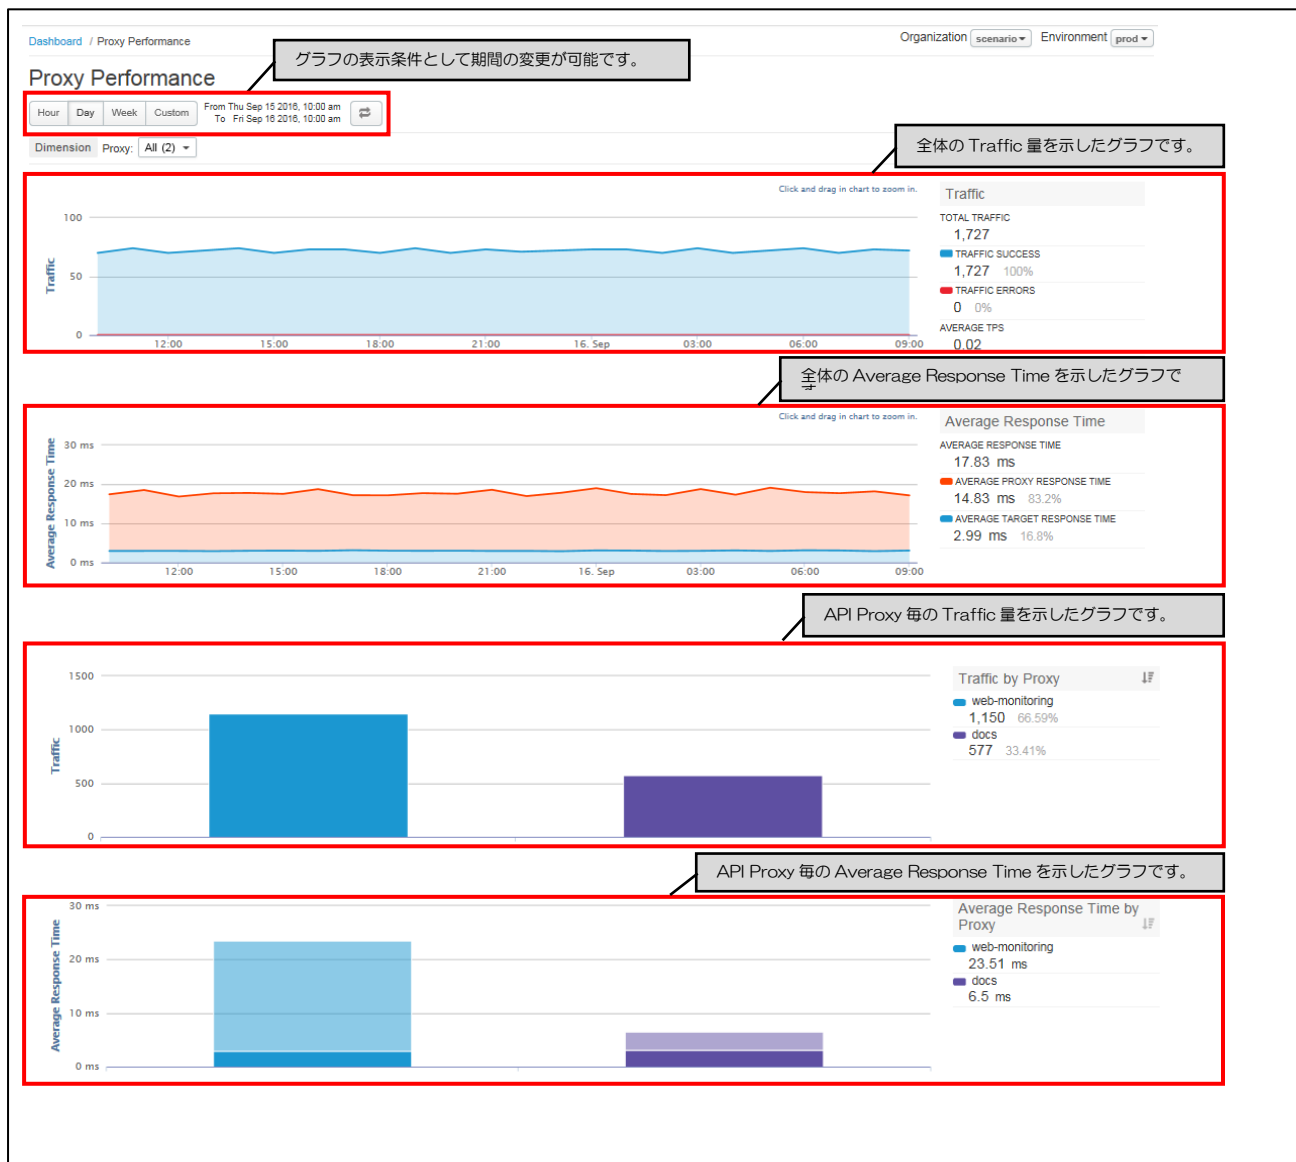 Dashboard / Proxy Performance
Organization scenario Environment prod
グラフの表示条件として期間の変更が可能です。
Proxy Performance
Hour Day Week Custom
From Thu Sep 15 2016, 10:00 am
To Fri Sep 16 2016, 10:00 am
Dimension Proxy: All (2)
全体の Traffic 量を示したグラフです。
Click and drag in chart to zoom in.
Traffic
100
50
0
12:00 15:00 18:00 21:00 16. Sep 03:00 06:00 09:00
Traffic
TOTAL TRAFFIC
1,727
TRAFFIC SUCCESS
1,727 100%
TRAFFIC ERRORS
0 0%
AVERAGE TPS
0.02
全体の Average Response Time を示したグラフで
す
Click and drag in chart to zoom in.
Average Response Time
30 ms
20 ms
10 ms
0 ms
12:00 15:00 18:00 21:00 16. Sep 03:00 06:00 09:00
Average Response Time
AVERAGE RESPONSE TIME
17.83 ms
AVERAGE PROXY RESPONSE TIME
14.83 ms 83.2%
AVERAGE TARGET RESPONSE TIME
2.99 ms 16.8%
API Proxy 毎の Traffic 量を示したグラフです。
Traffic
1500
1000
500
0
Traffic by Proxy
web-monitoring
1,150 66.59%
docs
577 33.41%
API Proxy 毎の Average Response Time を示したグラフです。
Average Response Time
30 ms
20 ms
10 ms
0 ms
Average Response Time by
Proxy
web-monitoring
23.51 ms
docs
6.5 ms